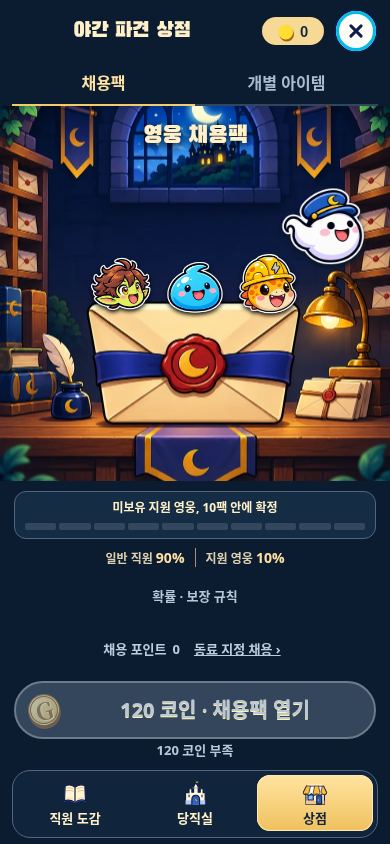 야간 파견 상점
0
채용팩
개별 아이템
영웅 채용팩
미보유 지원 영웅, 10팩 안에 확정
일반 직원 90%
지원 영웅 10%
확률 · 보장 규칙
채용 포인트 0
동료 지정 채용 ›
G
120 코인 · 채용팩 열기
120 코인 부족
직원 도감
당직실
상점